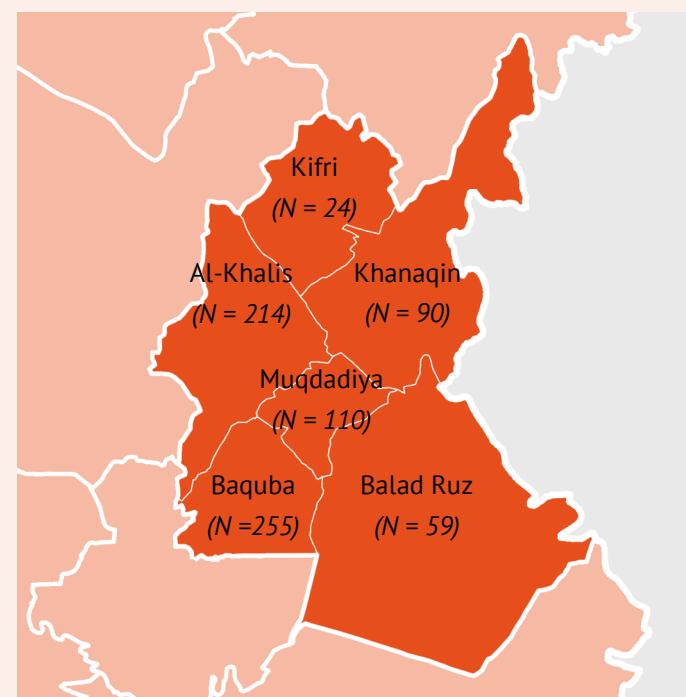 Kifri
(N = 24)
Al-Khalis
(N = 214)
Khanaqin
(N = 90)
Muqdadiya
(N = 110)
Baquba
(N =255)
Balad Ruz
(N = 59)